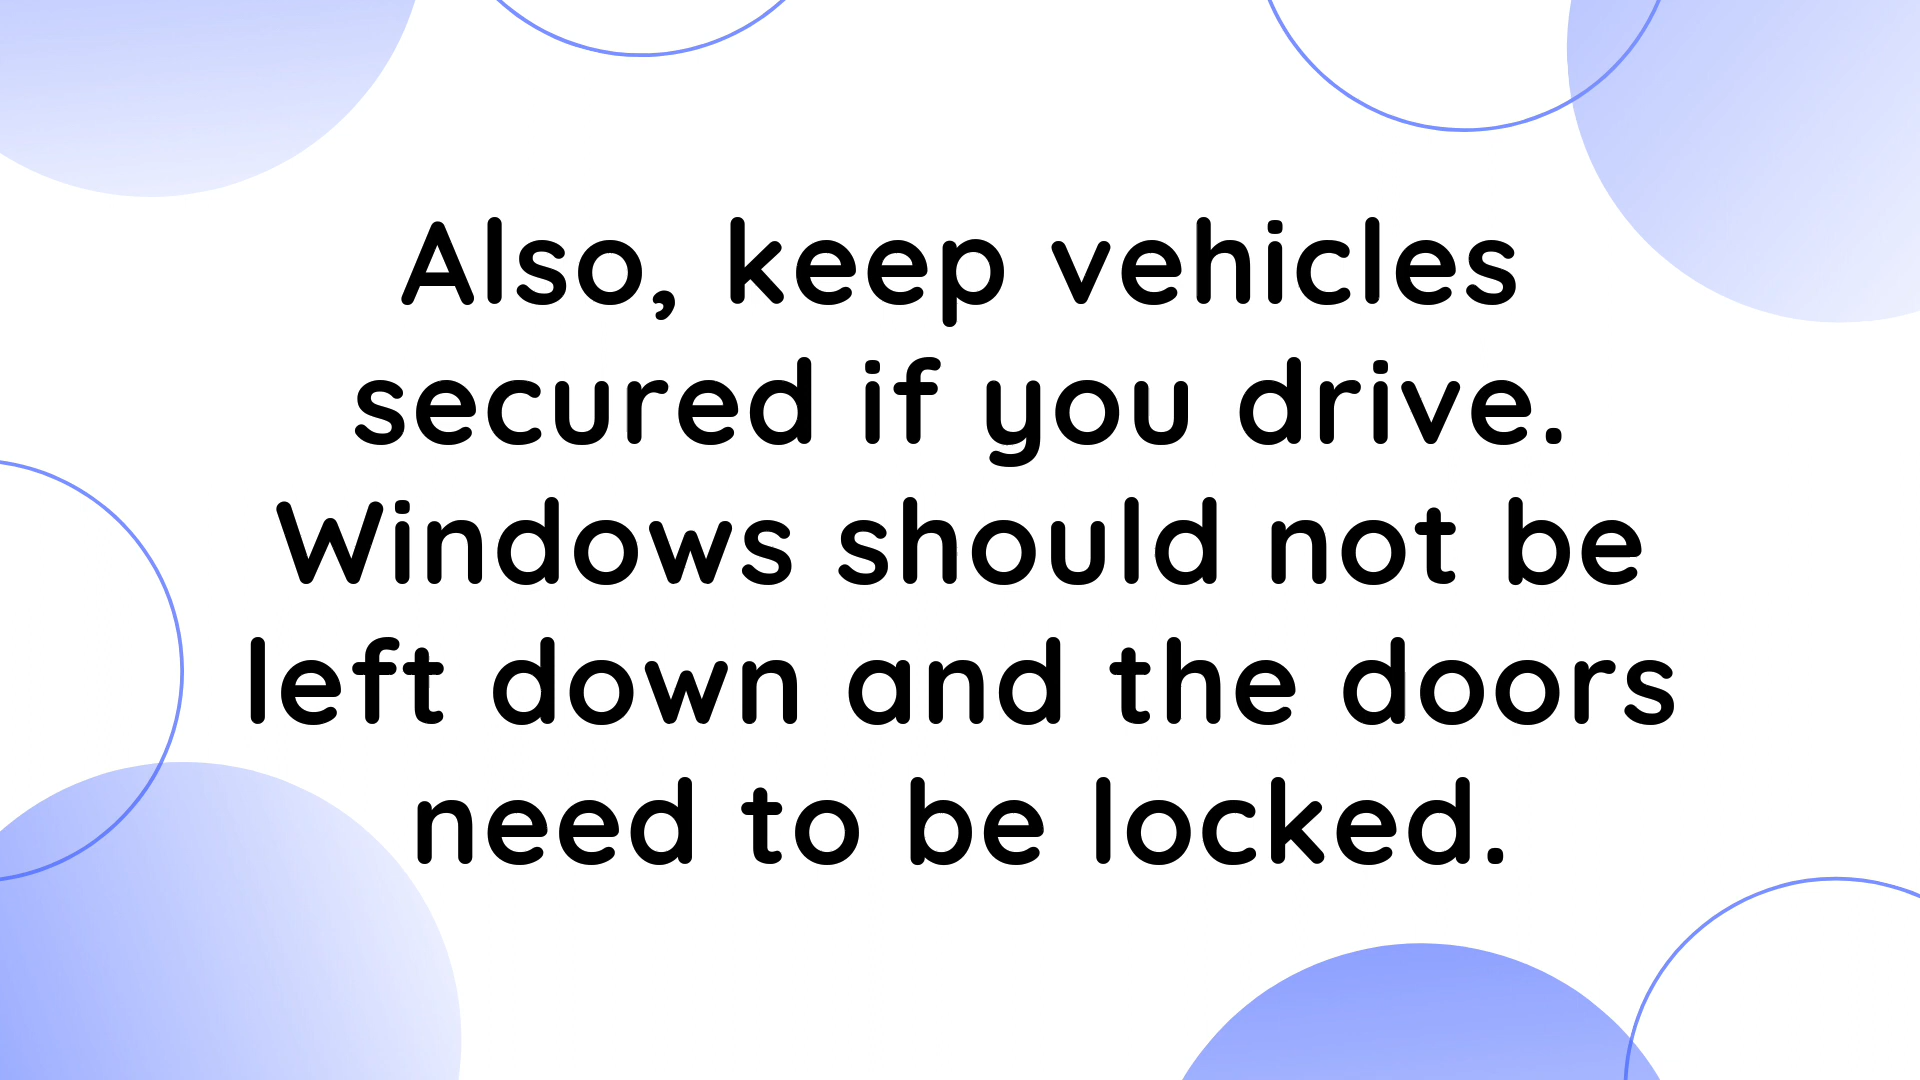 Also, keep vehicles
secured if you drive.
Windows should not be
left down and the doors
need to be locked.